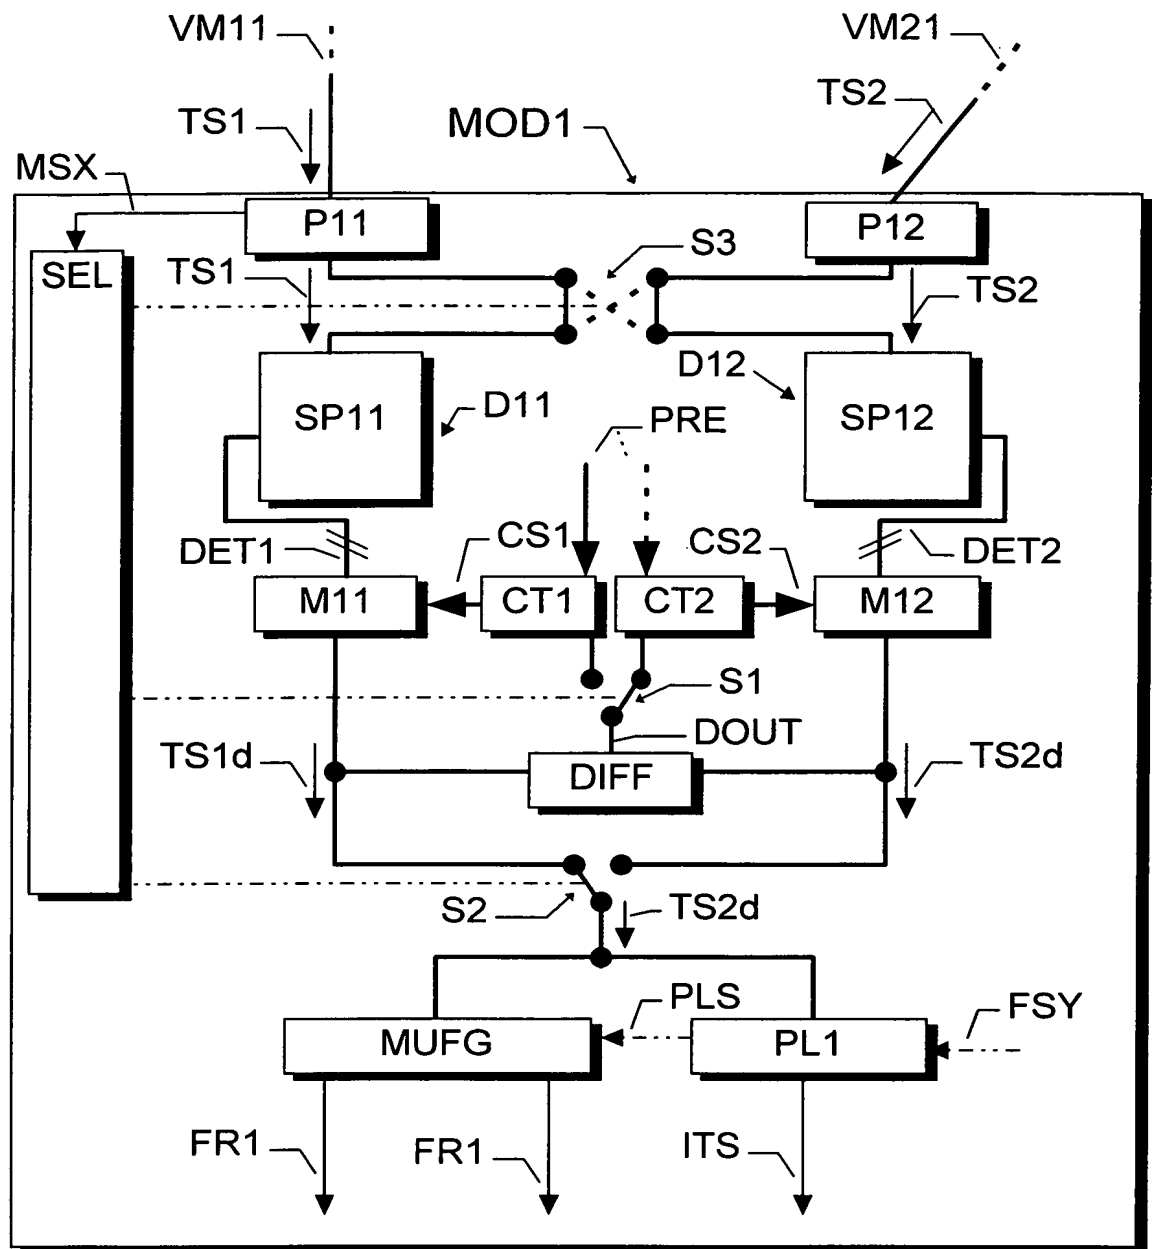 VM11
VM21
TS1
TS2
MOD1
MSX
P11
P12
SEL
TS1
S3
TS2
D12
SP11
D11
SP12
PRE
DET1
CS1
CS2
DET2
M11
CT1
CT2
M12
S1
TS1d
DOUT
TS2d
DIFF
S2
TS2d
PLS
FSY
MUFG
PL1
FR1
FR1
ITS